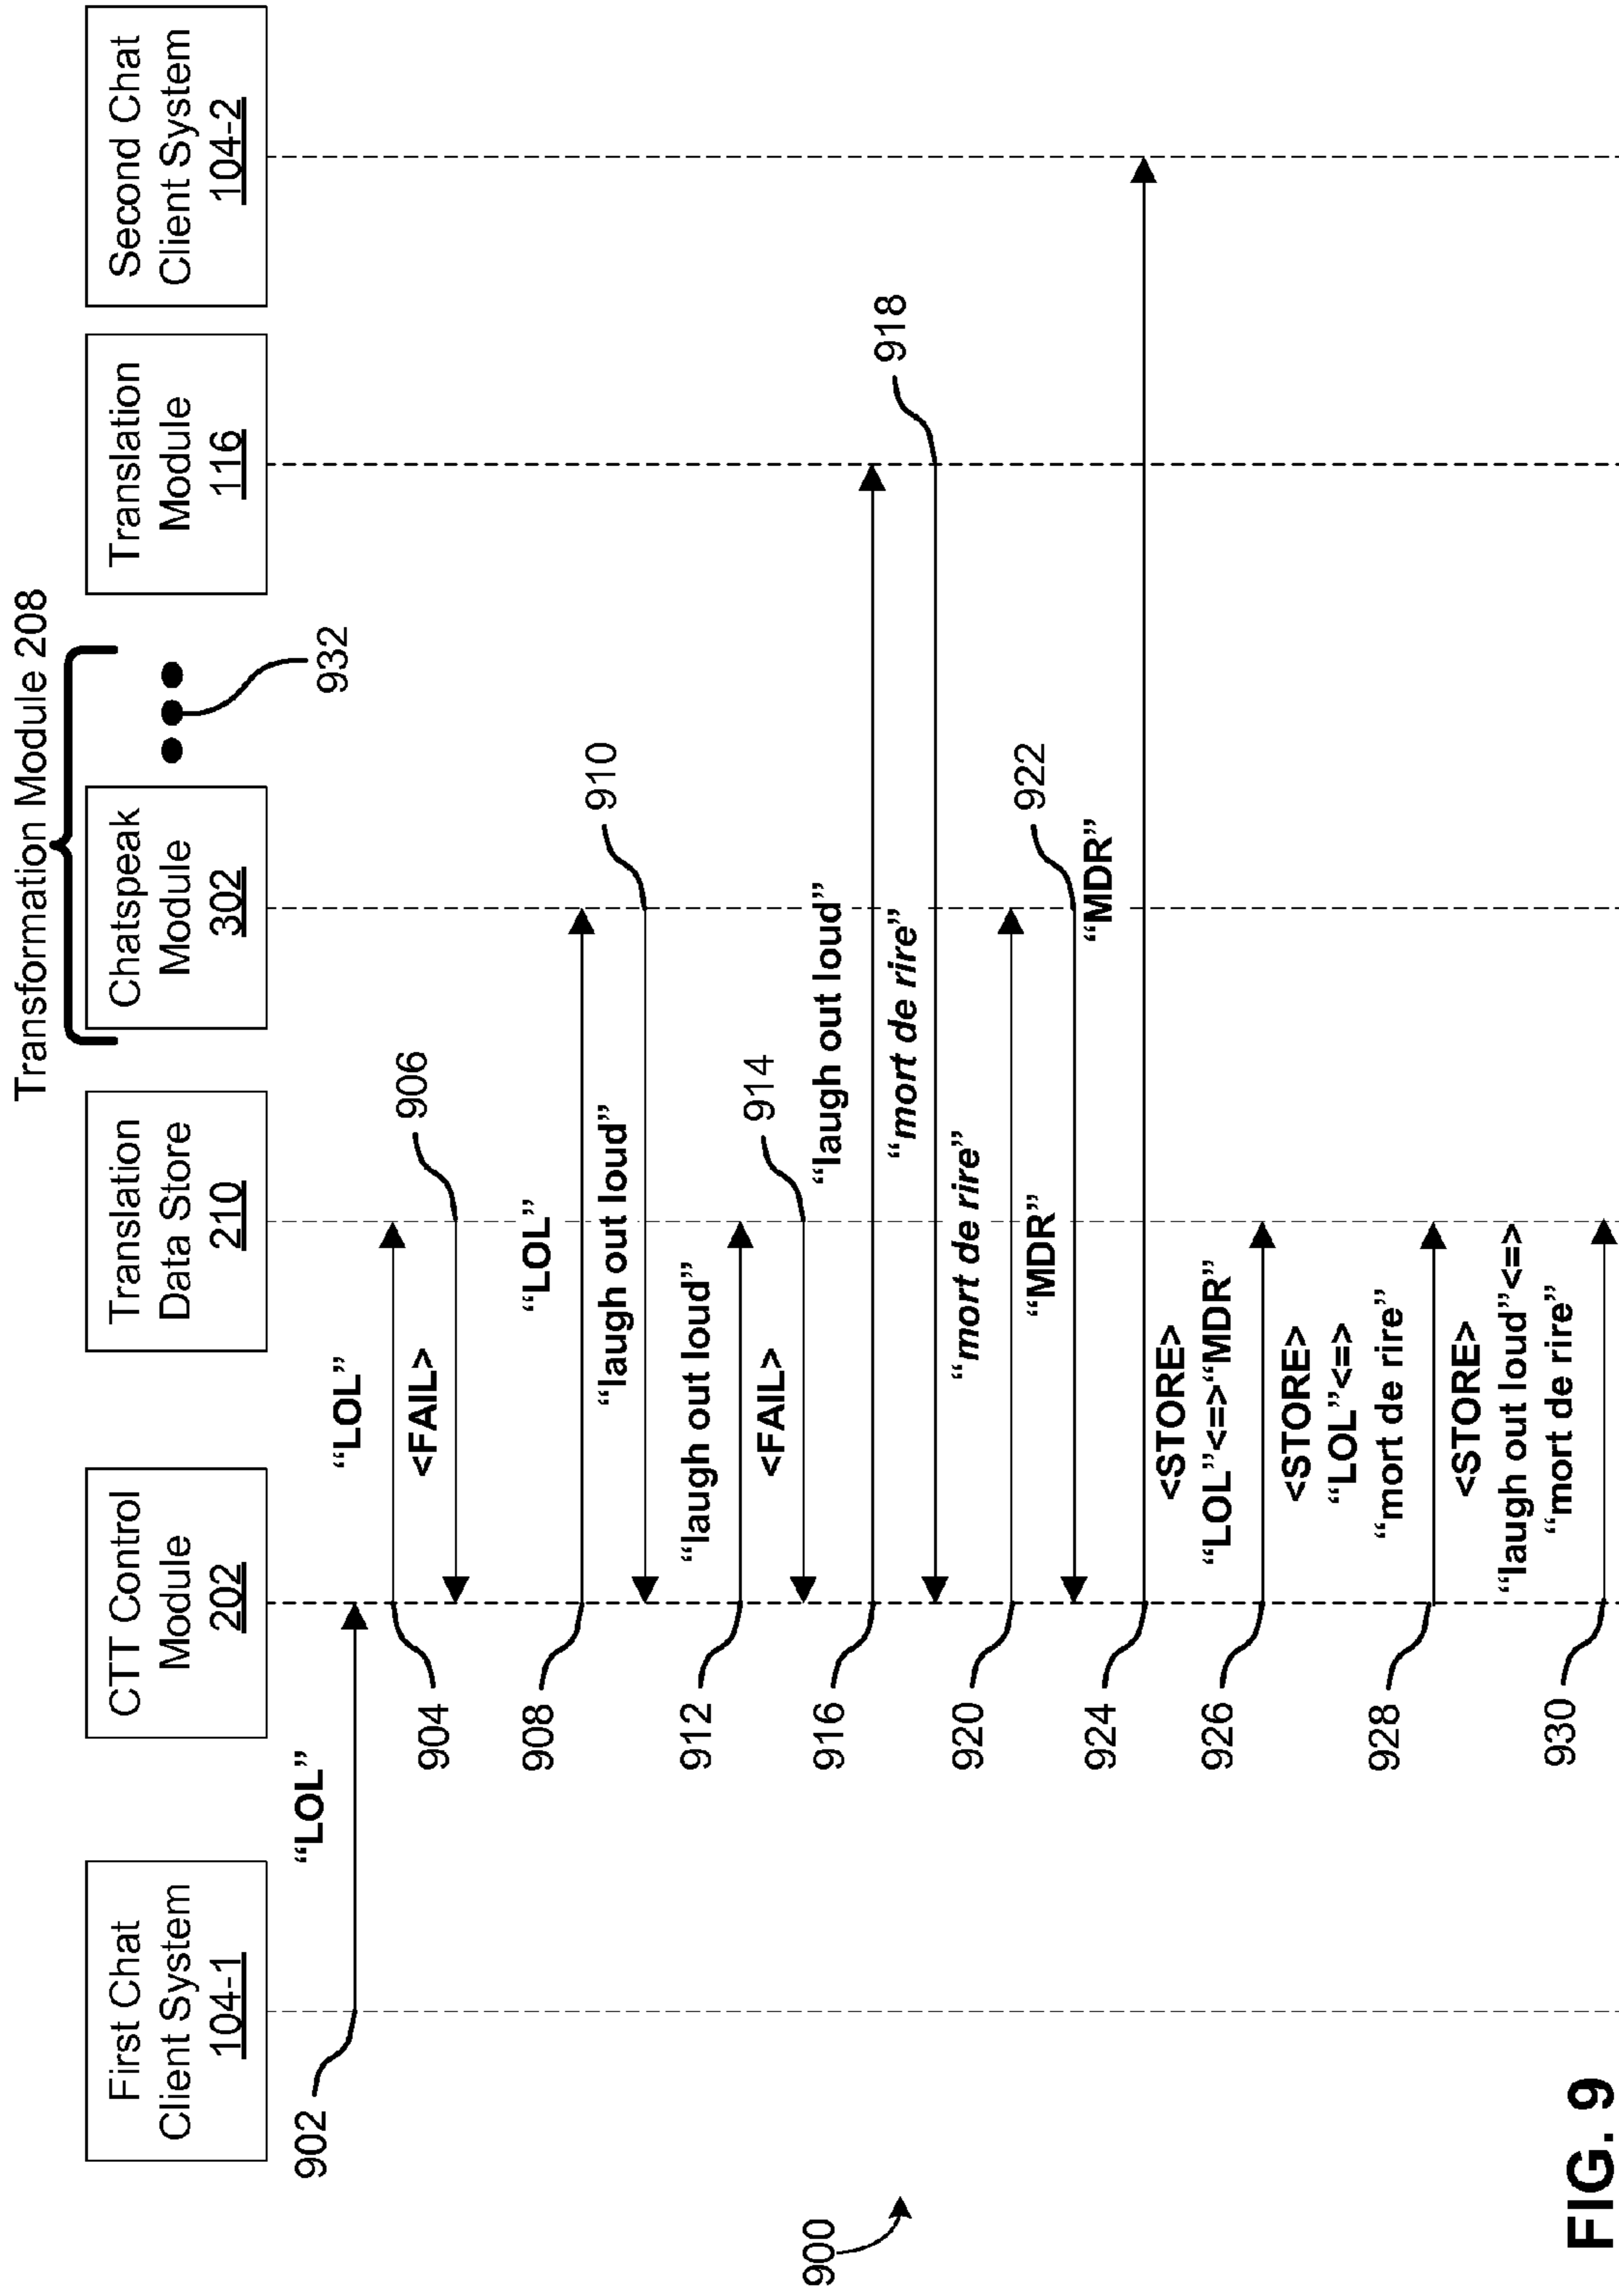 Transformation Module 208
First Chat
Client System
104-1
CTT Control
Module
202
Translation
Data Store
210
Chatspeak
Module
302
932
Translation
Module
116
Second Chat
Client System
104-2
902
“LOL”
904
“LOL”
<FAIL>
906
908
“LOL”
“laugh out loud”
910
912
“laugh out loud”
<FAIL>
914
916
“laugh out loud”
“mort de rire”
918
920
“mort de rire”
“MDR”
922
924
“MDR”
926
<STORE>
“LOL”<=>“MDR”
928
<STORE>
“LOL”<=>
“mort de rire”
930
<STORE>
“laugh out loud”<=>
“mort de rire”
900
FIG. 9